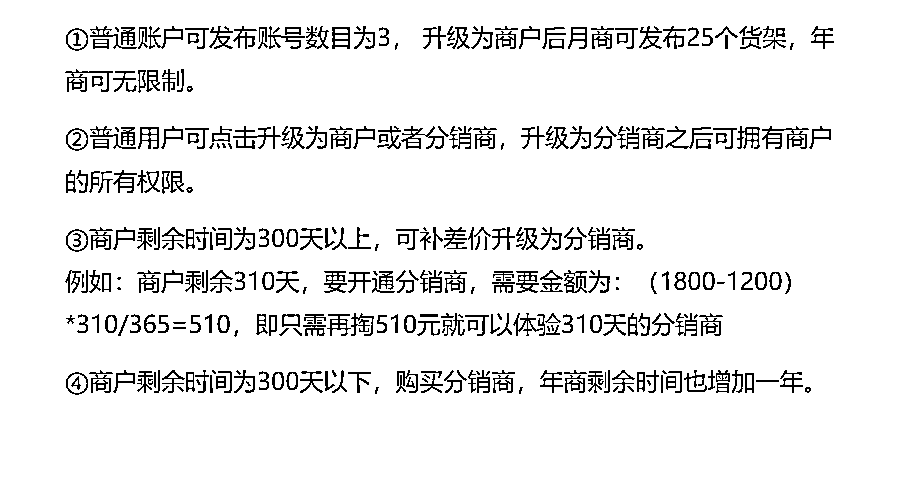 ①普通账户可发布账号数目为3， 升级为商户后月商可发布25个货架，年
商可无限制。
②普通用户可点击升级为商户或者分销商，升级为分销商之后可拥有商户
的所有权限。
③商户剩余时间为300天以上，可补差价升级为分销商。
例如：商户剩余310天，要开通分销商，需要金额为：（1800-1200）
*310/365=510，即只需再掏510元就可以体验310天的分销商
④商户剩余时间为300天以下，购买分销商，年商剩余时间也增加一年。